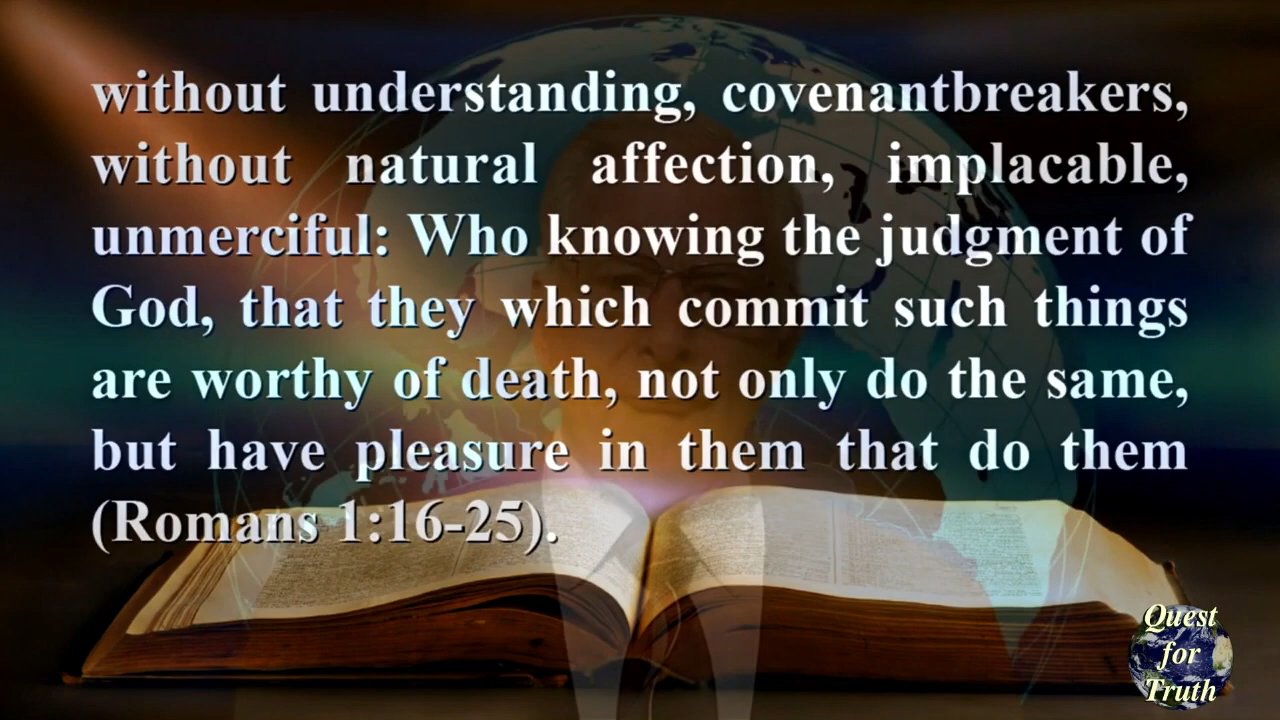 without understanding, covenantbreakers,
without natural affection, implacable,
unmerciful: Who knowing the judgment of
God, that they which commit such things
are worthy of death, not only do the same,
but have pleasure in them that do them
(Romans 1:16-25).
Quest
for
Truth